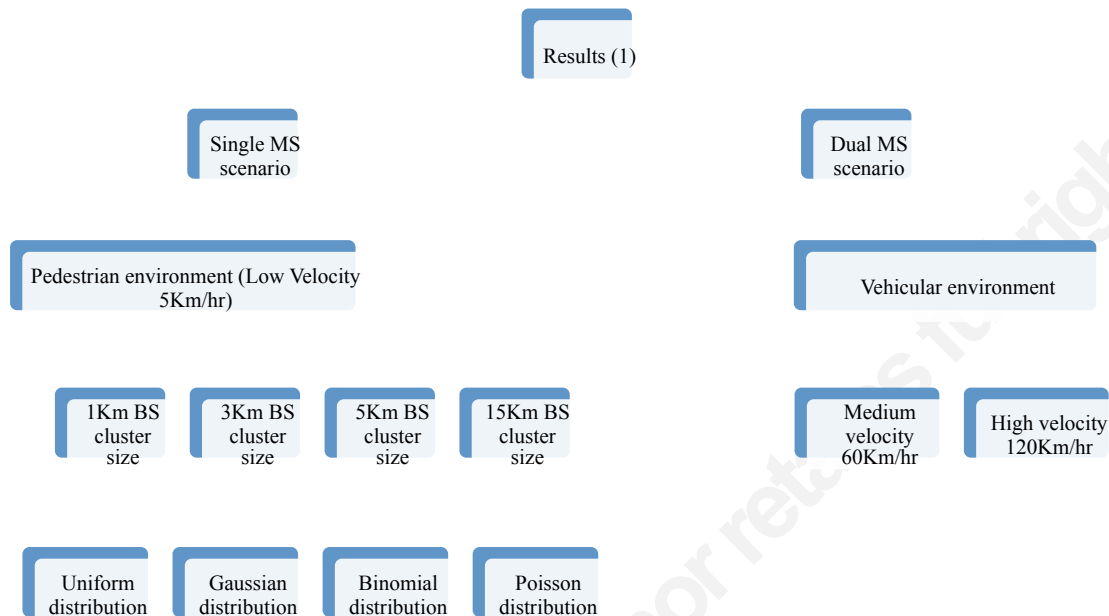 Results (1)
Single MS
scenario
Dual MS
scenario
Pedestrian environment (Low Velocity
5Km/hr)
Vehicular environment
1Km BS
cluster
size
3Km BS
cluster
size
5Km BS
cluster
size
15Km BS
cluster
size
Medium
velocity
60Km/hr
High velocity
120Km/hr
Uniform
distribution
Gaussian
distribution
Binomial
distribution
Poisson
distribution